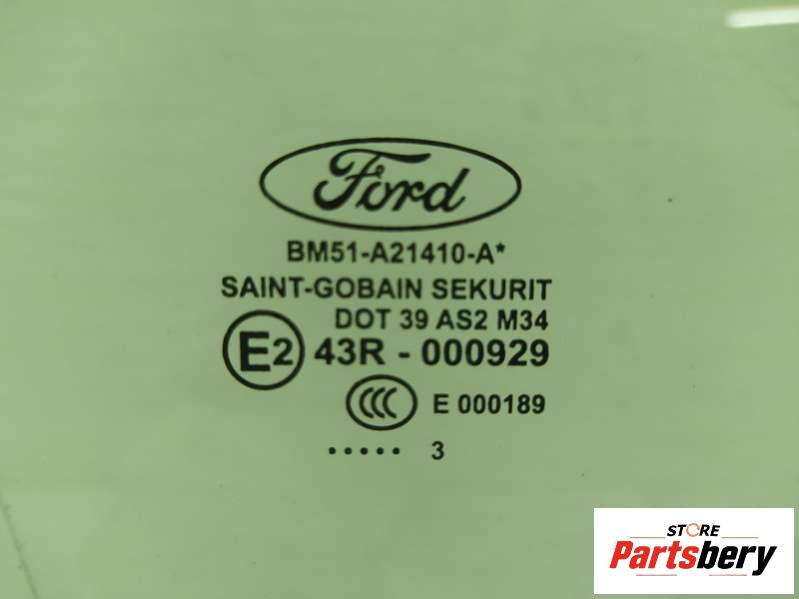 Ford
BM51-A21410-A*
SAINT-GOBAIN SEKURIT
DOT 39 AS2 M34
E2 43R - 000929
CCC E 000189
..... 3
STORE
Partsbery